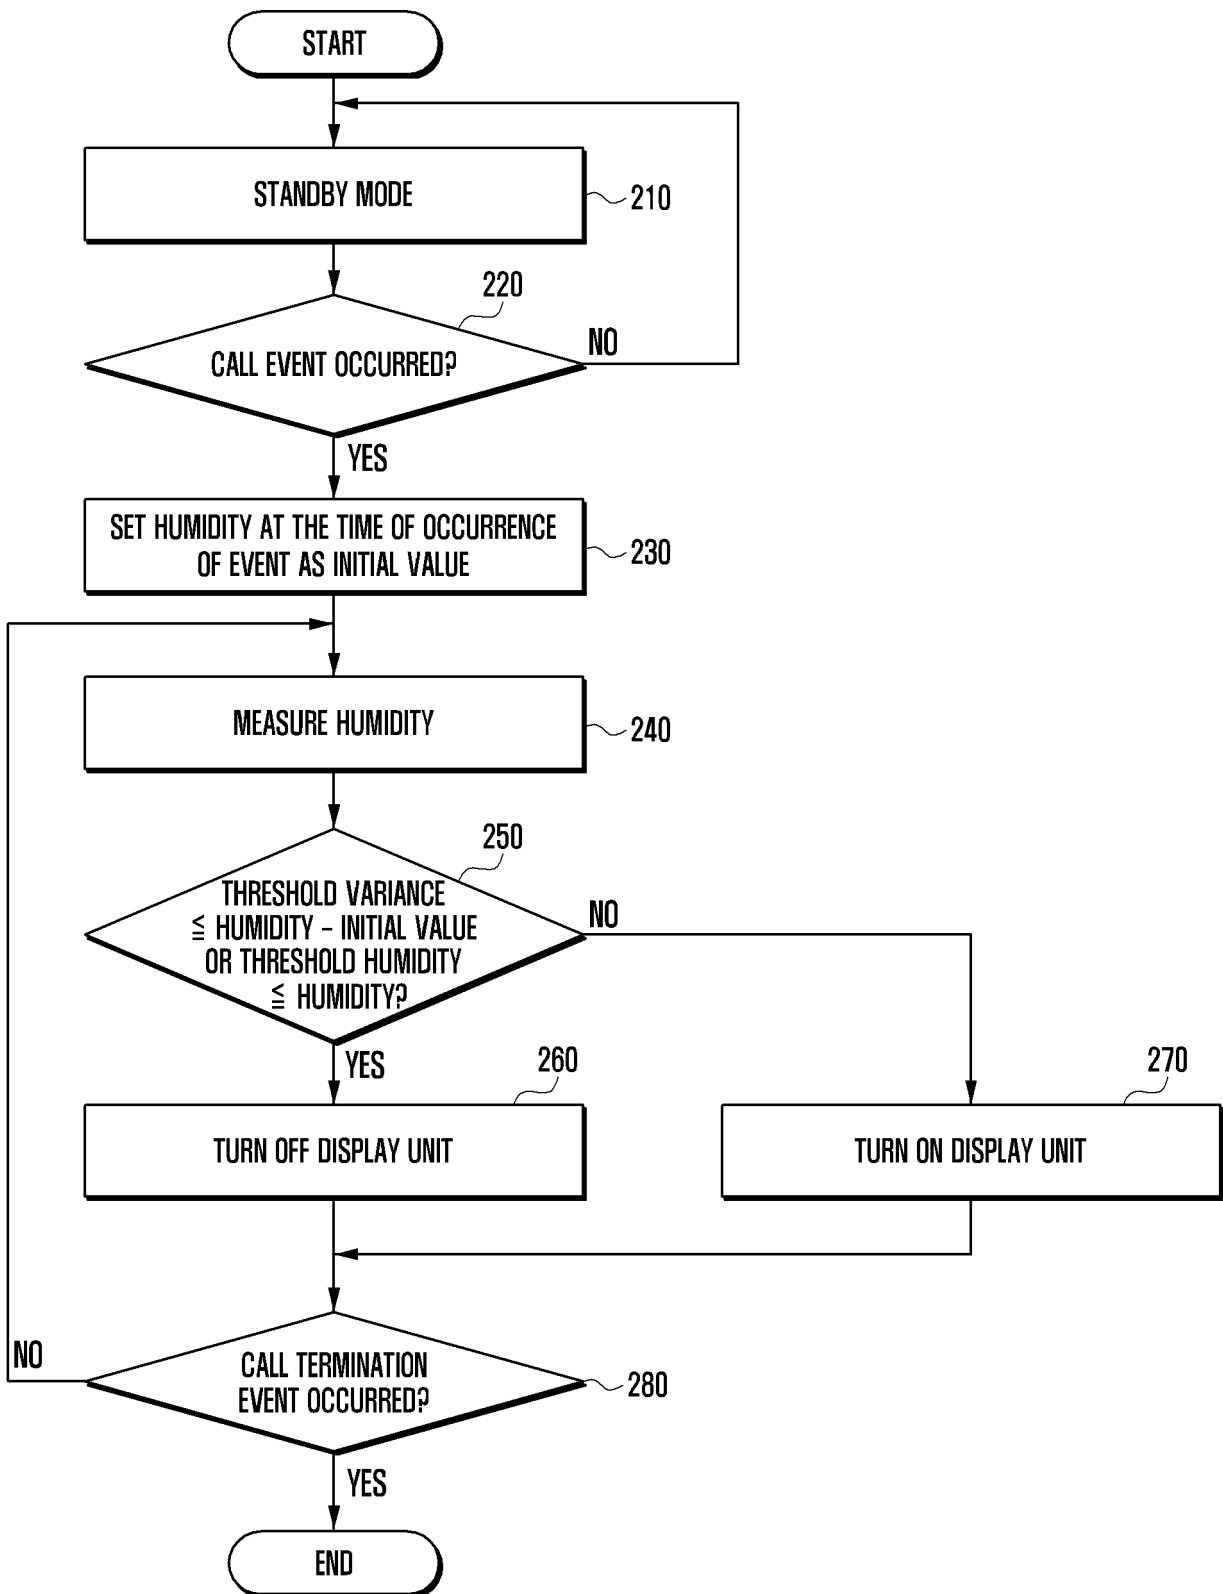 START
STANDBY MODE
210
220
CALL EVENT OCCURRED?
NO
YES
SET HUMIDITY AT THE TIME OF OCCURRENCE
OF EVENT AS INITIAL VALUE
230
MEASURE HUMIDITY
240
250
THRESHOLD VARIANCE
≦ HUMIDITY – INITIAL VALUE
OR THRESHOLD HUMIDITY
≦ HUMIDITY?
NO
YES
260
TURN OFF DISPLAY UNIT
270
TURN ON DISPLAY UNIT
NO
CALL TERMINATION
EVENT OCCURRED?
280
YES
END